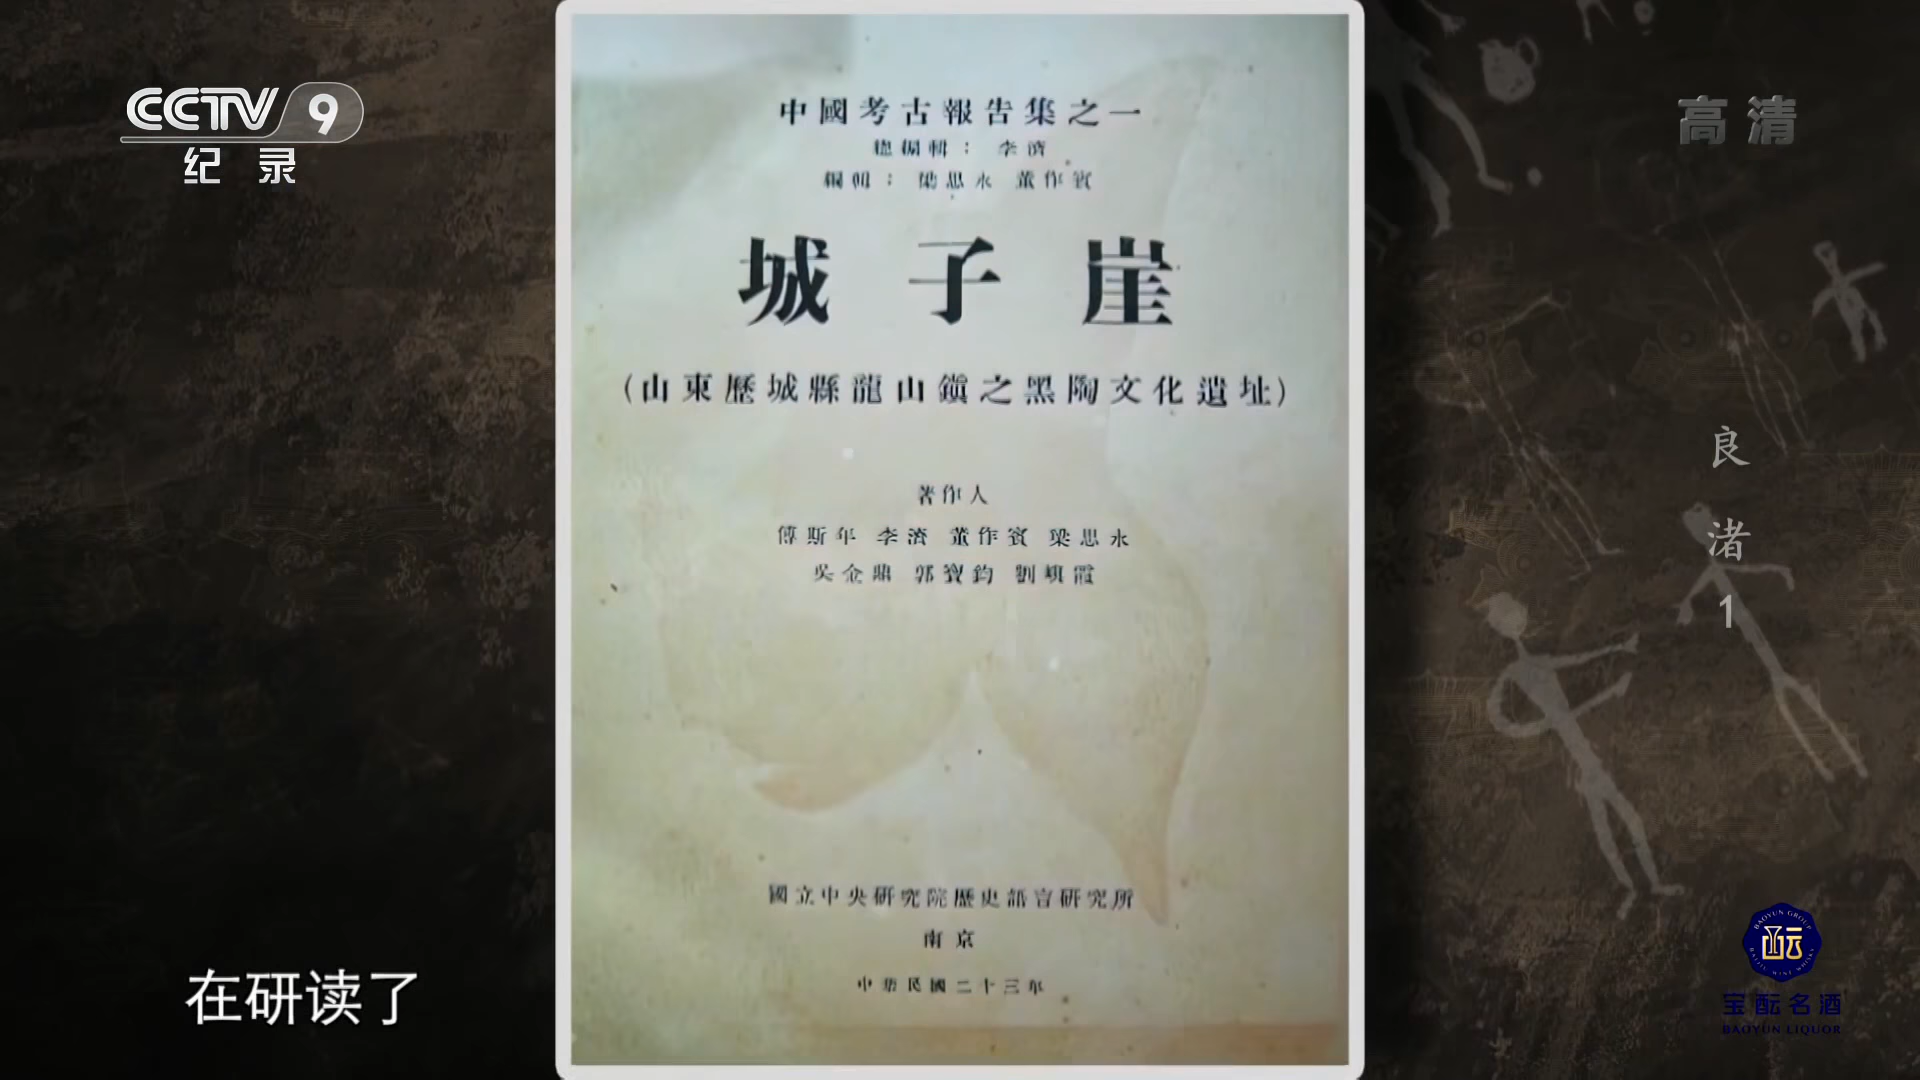 CCTV 9
纪录
高清
中國考古報告集之一
總編輯：李濟
編輯：梁思永 董作賓
城子崖
(山東歷城縣龍山鎮之黑陶文化遺址)
著作人
傅斯年 李濟 董作賓 梁思永
吳金鼎 郭寶鈞 劉嶼霞
國立中央研究院歷史語言研究所
南京
中華民國二十三年
良渚
1
在研读了
BAOYUN GROUP
酝
宝酝名酒
BAOYUN LIQUOR